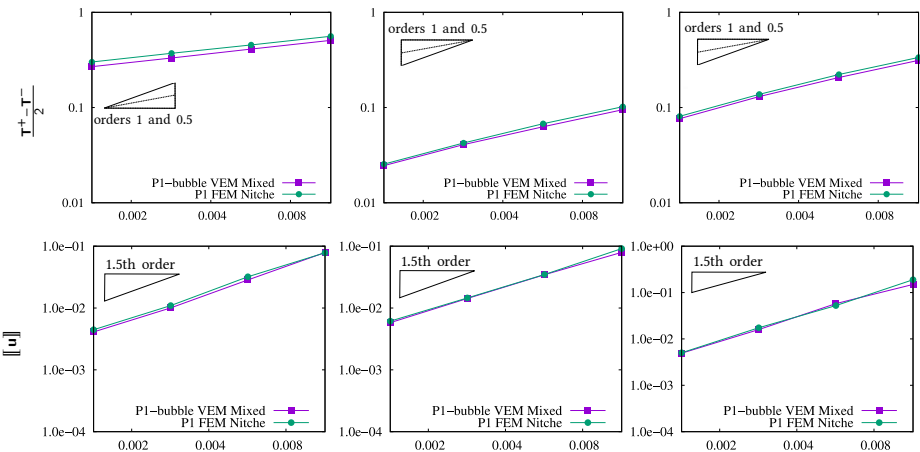 T⁺−T⁻
2
1
0.1
0.01
orders 1 and 0.5
P1−bubble VEM Mixed
P1 FEM Nitche
0.002 0.004 0.006 0.008
1
0.1
0.01
orders 1 and 0.5
P1−bubble VEM Mixed
P1 FEM Nitche
0.002 0.004 0.006 0.008
1
0.1
0.01
orders 1 and 0.5
P1−bubble VEM Mixed
P1 FEM Nitche
0.002 0.004 0.006 0.008
⟦u⟧
1.0e−01
1.0e−02
1.0e−03
1.0e−04
1.5th order
P1−bubble VEM Mixed
P1 FEM Nitche
0.002 0.004 0.006 0.008
1.0e−01
1.0e−02
1.0e−03
1.0e−04
1.5th order
P1−bubble VEM Mixed
P1 FEM Nitche
0.002 0.004 0.006 0.008
1.0e+00
1.0e−01
1.0e−02
1.0e−03
1.0e−04
1.5th order
P1−bubble VEM Mixed
P1 FEM Nitche
0.002 0.004 0.006 0.008